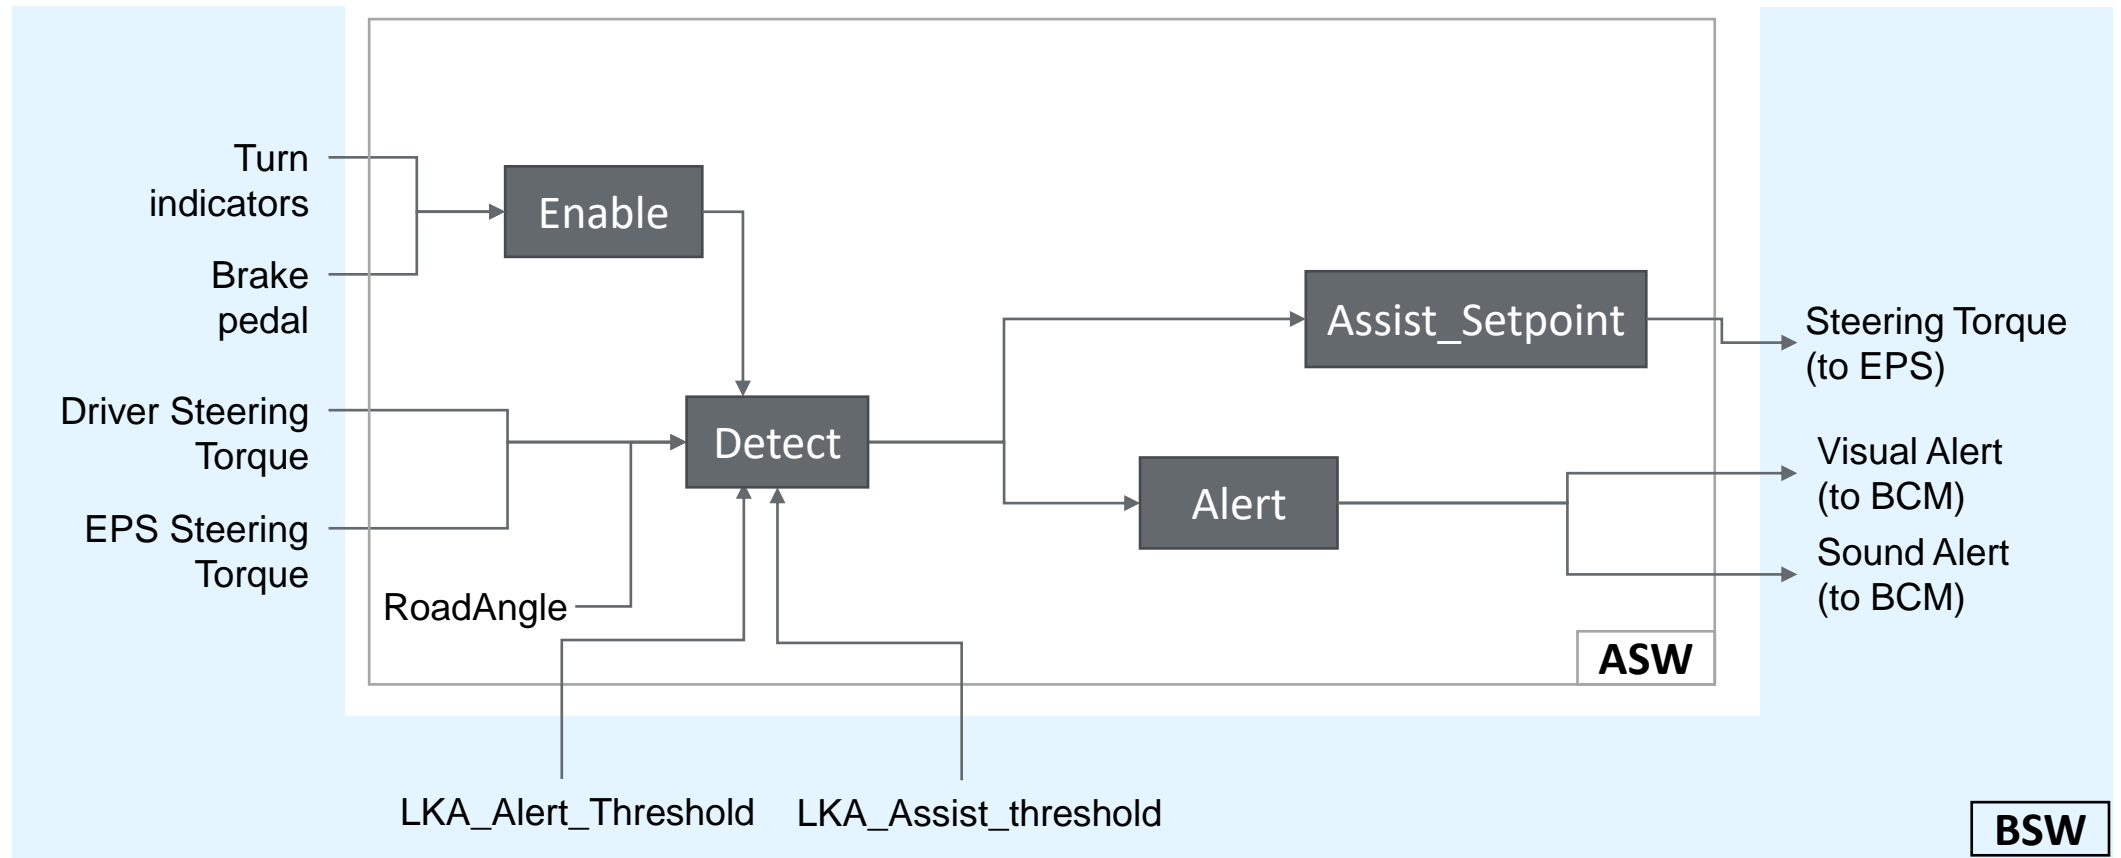 Turn
indicators
Enable
Brake
pedal
Assist_Setpoint
Steering Torque
(to EPS)
Driver Steering
Torque
Detect
Visual Alert
(to BCM)
EPS Steering
Torque
Alert
Sound Alert
(to BCM)
RoadAngle
ASW
LKA_Alert_Threshold
LKA_Assist_threshold
BSW